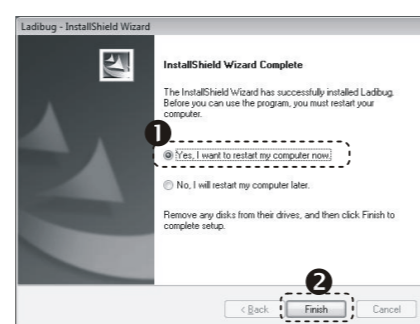 Ladibug - InstallShield Wizard
InstallShield Wizard Complete
The InstallShield Wizard has successfully installed Ladibug.
Before you can use the program, you must restart your
computer.
1
Yes, I want to restart my computer now.
No, I will restart my computer later.
Remove any disks from their drives, and then click Finish to
complete setup.
2
< Back Finish Cancel